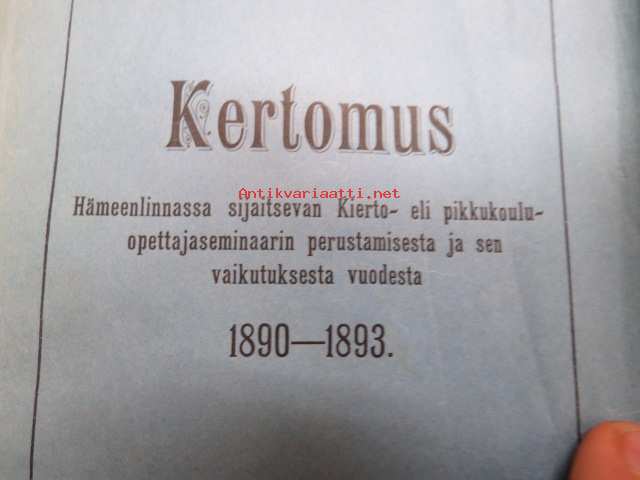 Kertomus
Antikvariaatti.net
Hämeenlinnassa sijaitsevan Kierto- eli pikkukoulu-
opettajaseminaarin perustamisesta ja sen
vaikutuksesta vuodesta
1890—1893.